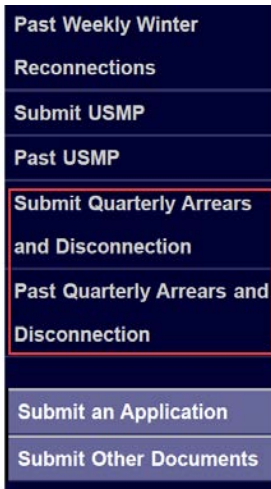 Past Weekly Winter
Reconnections
Submit USMP
Past USMP
Submit Quarterly Arrears
and Disconnection
Past Quarterly Arrears and
Disconnection
Submit an Application
Submit Other Documents